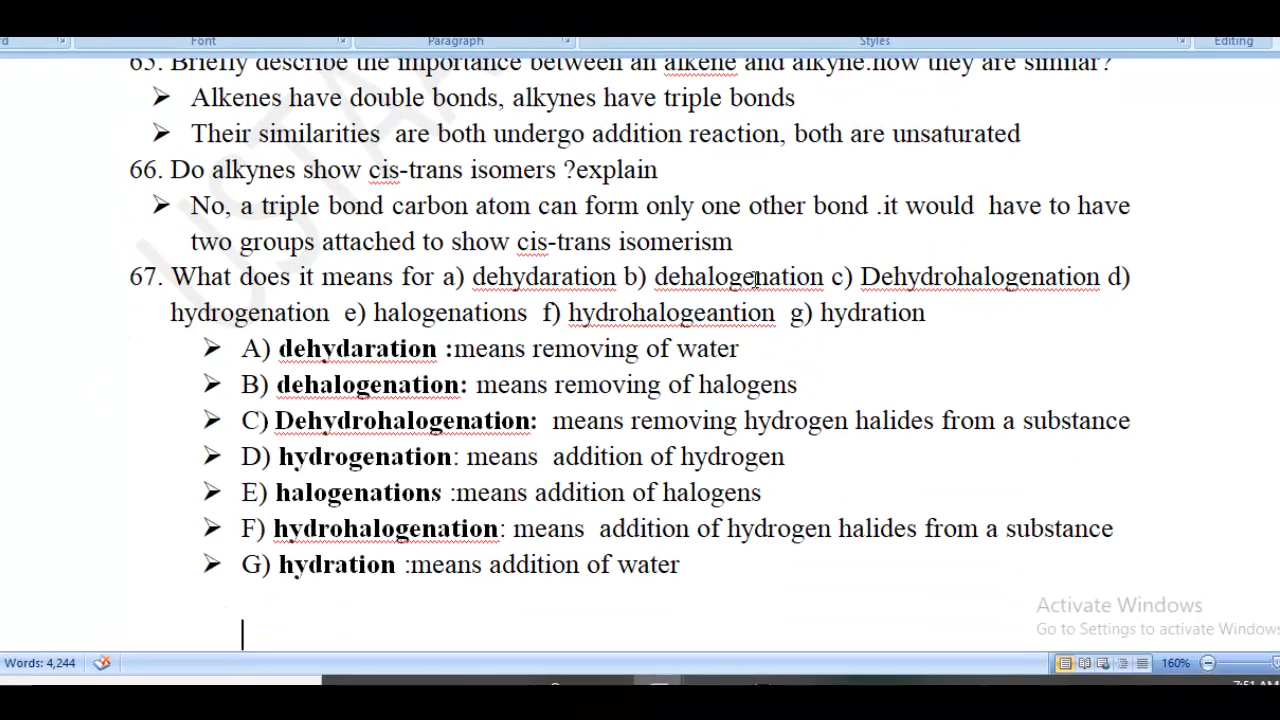 Font Paragraph Styles Editing
65. Briefly describe the importance between an alkene and alkyne.how they are similar?
➢ Alkenes have double bonds, alkynes have triple bonds
➢ Their similarities are both undergo addition reaction, both are unsaturated
66. Do alkynes show cis-trans isomers ?explain
➢ No, a triple bond carbon atom can form only one other bond .it would have to have
two groups attached to show cis-trans isomerism
67. What does it means for a) dehydaration b) dehalogenation c) Dehydrohalogenation d)
hydrogenation e) halogenations f) hydrohalogeantion g) hydration
➢ A) dehydaration :means removing of water
➢ B) dehalogenation: means removing of halogens
➢ C) Dehydrohalogenation: means removing hydrogen halides from a substance
➢ D) hydrogenation: means addition of hydrogen
➢ E) halogenations :means addition of halogens
➢ F) hydrohalogenation: means addition of hydrogen halides from a substance
➢ G) hydration :means addition of water
Activate Windows
Go to Settings to activate Windows
Words: 4,244 160%
7:51 AM